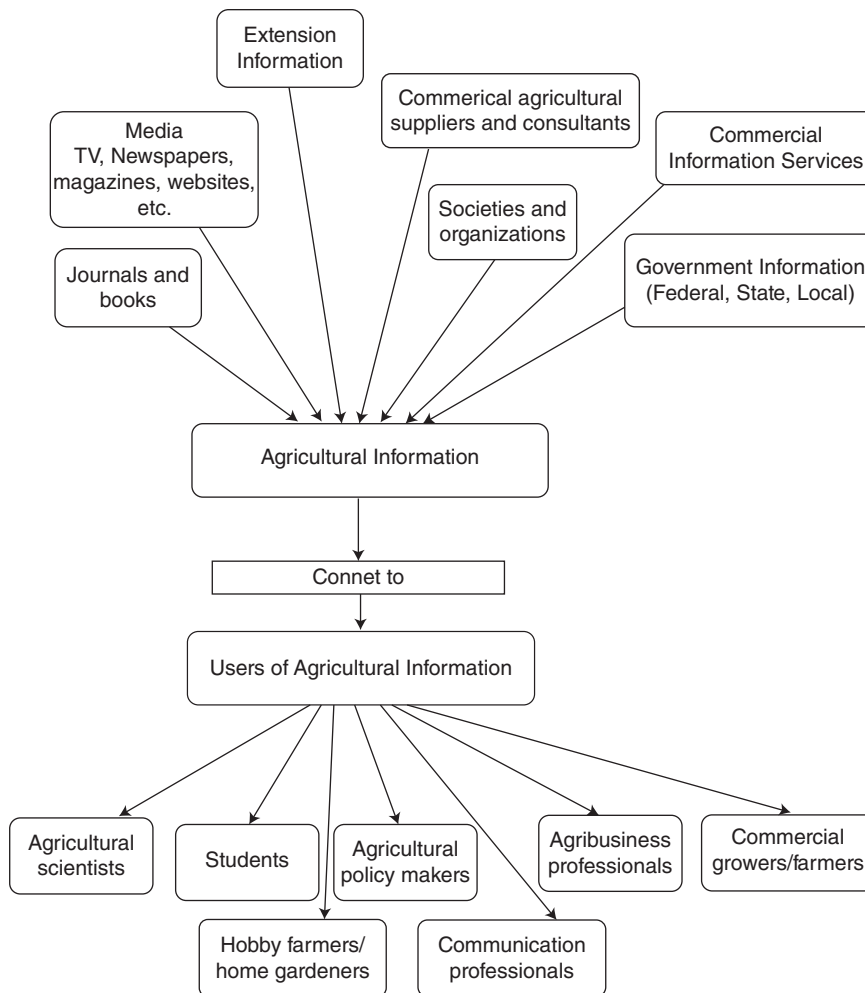 Extension
Information
Commerical agricultural
suppliers and consultants
Media
TV, Newspapers,
magazines, websites,
etc.
Commercial
Information Services
Societies and
organizations
Journals and
books
Government Information
(Federal, State, Local)
Agricultural Information
Connet to
Users of Agricultural Information
Agricultural
scientists
Students
Agricultural
policy makers
Agribusiness
professionals
Commercial
growers/farmers
Hobby farmers/
home gardeners
Communication
professionals